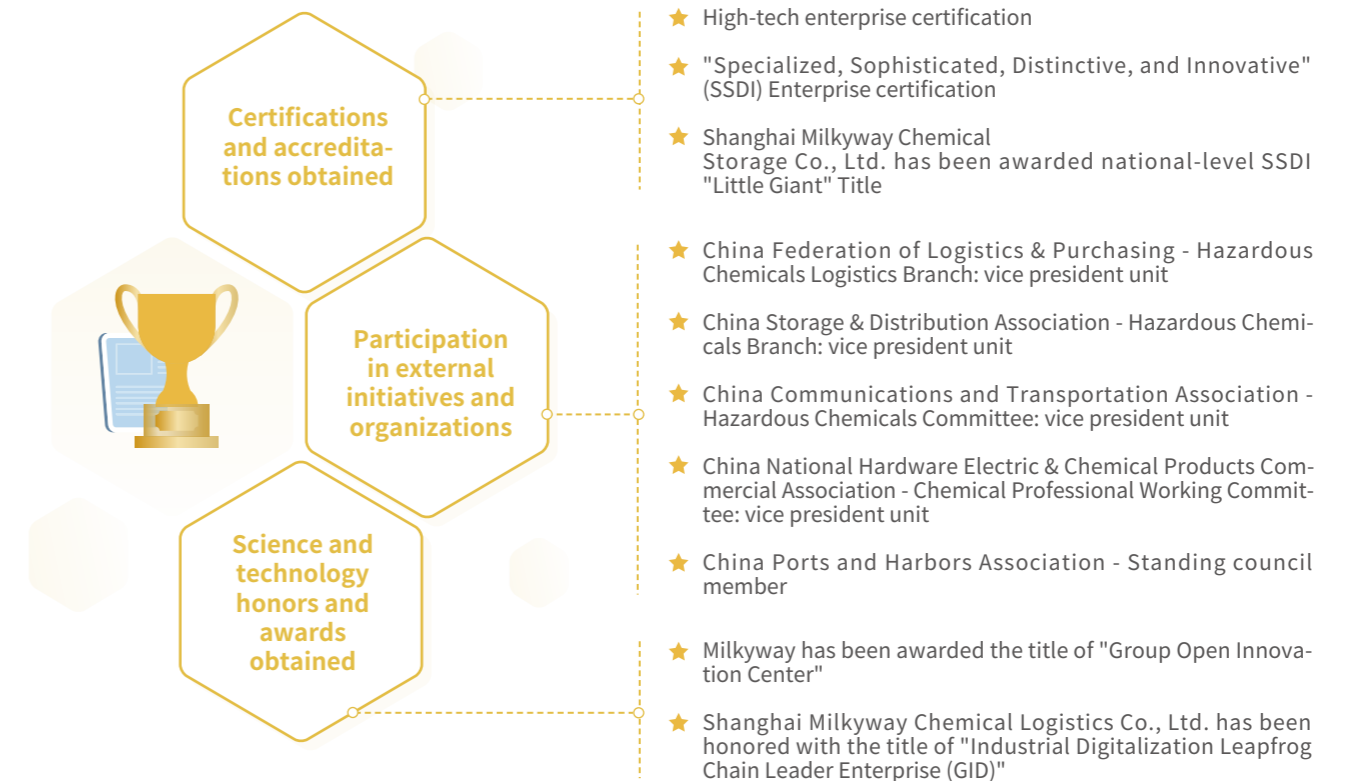 Certifications
and accredita-
tions obtained
High-tech enterprise certification
"Specialized, Sophisticated, Distinctive, and Innovative"
(SSDI) Enterprise certification
Shanghai Milkyway Chemical
Storage Co., Ltd. has been awarded national-level SSDI
"Little Giant" Title
Participation
in external
initiatives and
organizations
China Federation of Logistics & Purchasing - Hazardous
Chemicals Logistics Branch: vice president unit
China Storage & Distribution Association - Hazardous Chemi-
cals Branch: vice president unit
China Communications and Transportation Association -
Hazardous Chemicals Committee: vice president unit
China National Hardware Electric & Chemical Products Com-
mercial Association - Chemical Professional Working Commit-
tee: vice president unit
China Ports and Harbors Association - Standing council
member
Science and
technology
honors and
awards
obtained
Milkyway has been awarded the title of "Group Open Innova-
tion Center"
Shanghai Milkyway Chemical Logistics Co., Ltd. has been
honored with the title of "Industrial Digitalization Leapfrog
Chain Leader Enterprise (GID)"